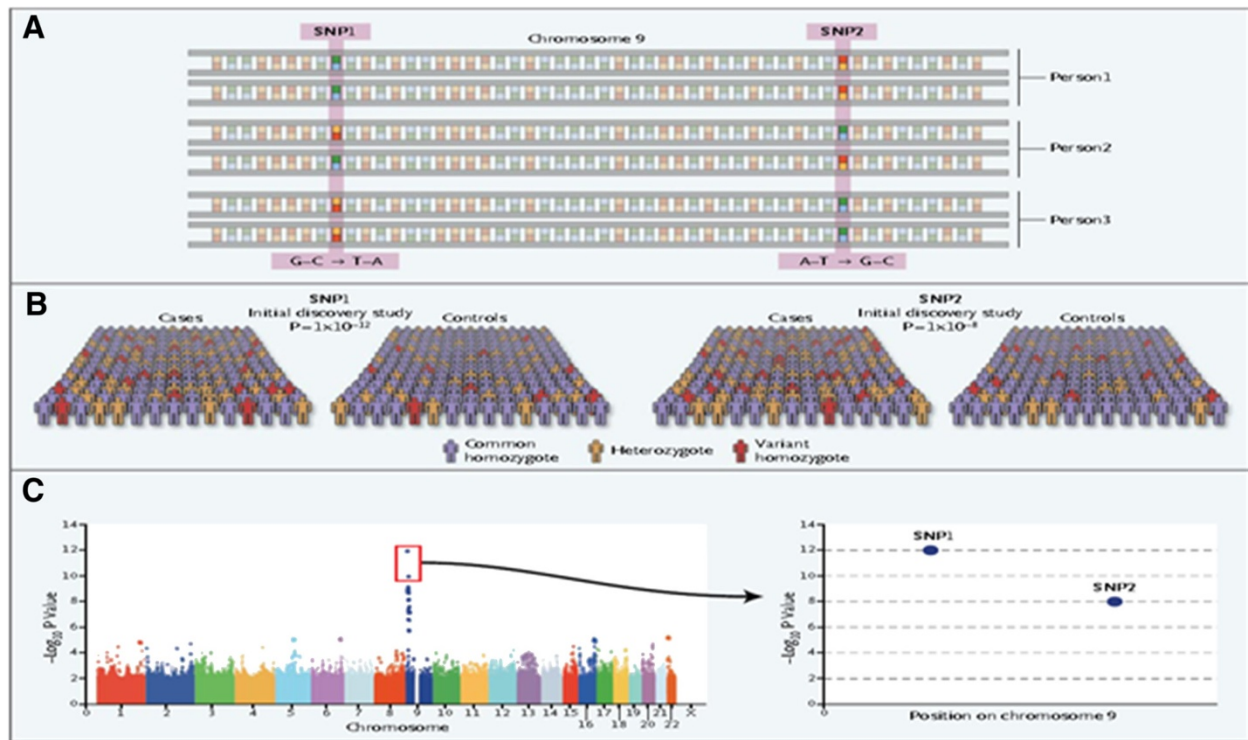 A
SNP1
SNP2
Chromosome 9
Person1
Person2
Person3
G–C → T–A
A–T → G–C
B
SNP1
Initial discovery study
P–1×10–12
Cases
Controls
SNP2
Initial discovery study
P–1×10–8
Cases
Controls
Common homozygote
Heterozygote
Variant homozygote
C
–Log10 P Value
14
12
10
8
6
4
2
0
0 1 2 3 4 5 6 7 8 9 10 11 12 13 14 15 16 17 18 19 20 21 22 X
Chromosome
–Log10 P Value
14
12
10
8
6
4
2
0
SNP1
SNP2
0
Position on chromosome 9